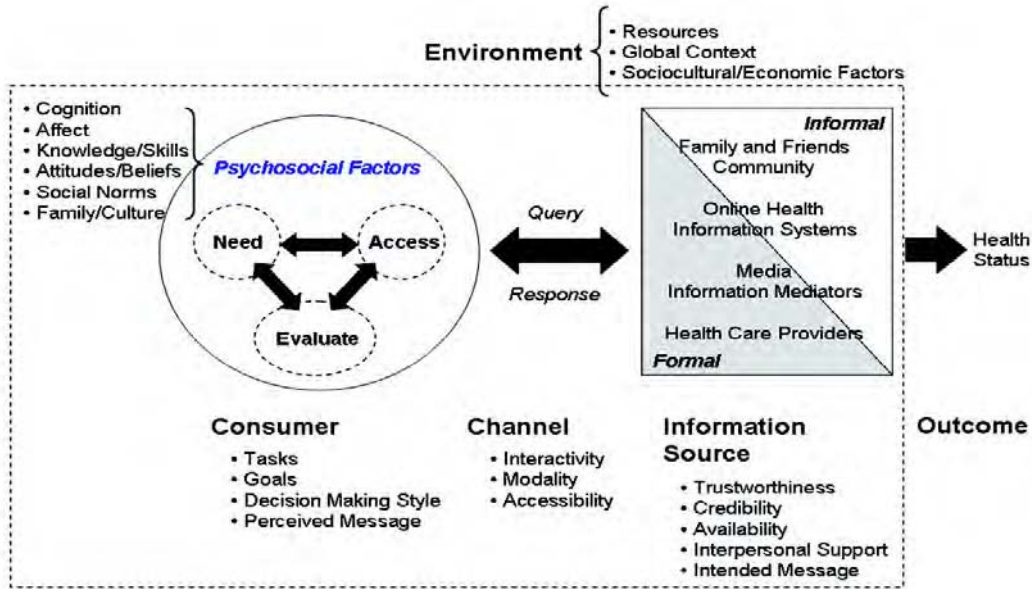 Environment
• Resources
• Global Context
• Sociocultural/Economic Factors
• Cognition
• Affect
• Knowledge/Skills
• Attitudes/Beliefs
• Social Norms
• Family/Culture
Psychosocial Factors
Need
Access
Evaluate
Query
Response
Informal
Family and Friends
Community
Online Health
Information Systems
Media
Information Mediators
Health Care Providers
Formal
Health
Status
Consumer
• Tasks
• Goals
• Decision Making Style
• Perceived Message
Channel
• Interactivity
• Modality
• Accessibility
Information
Source
• Trustworthiness
• Credibility
• Availability
• Interpersonal Support
• Intended Message
Outcome